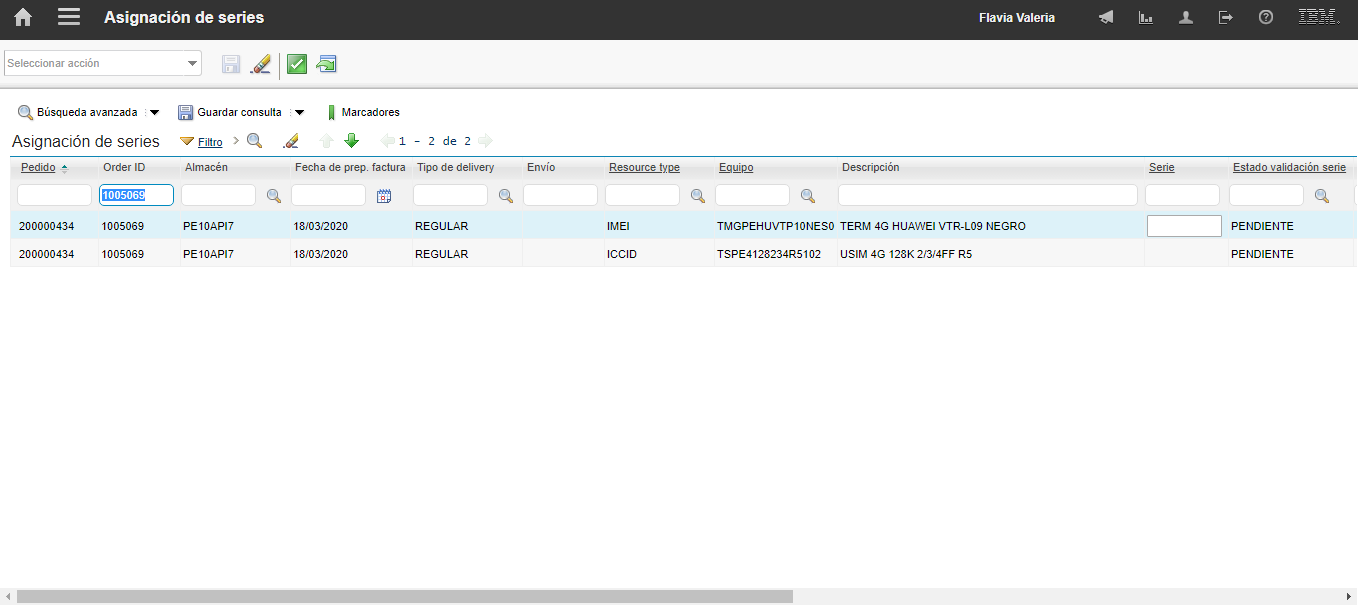 Asignación de series Flavia Valeria IBM.
Seleccionar acción
Búsqueda avanzada Guardar consulta Marcadores
Asignación de series Filtro 1 - 2 de 2
Pedido Order ID Almacén Fecha de prep. factura Tipo de delivery Envío Resource type Equipo Descripción Serie Estado validación serie
1005069
200000434 1005069 PE10API7 18/03/2020 REGULAR IMEI TMGPEHUVTP10NES0 TERM 4G HUAWEI VTR-L09 NEGRO PENDIENTE
200000434 1005069 PE10API7 18/03/2020 REGULAR ICCID TSPE4128234R5102 USIM 4G 128K 2/3/4FF R5 PENDIENTE